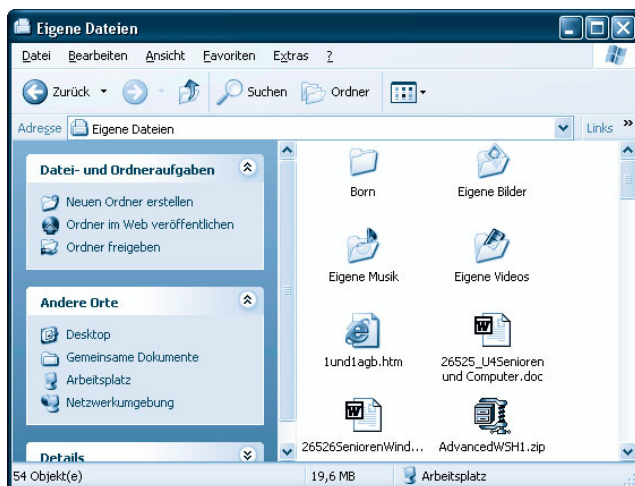 Eigene Dateien
Datei Bearbeiten Ansicht Favoriten Extras ?
Zurück Suchen Ordner
Adresse Eigene Dateien Links »
Datei- und Ordneraufgaben
Neuen Ordner erstellen
Ordner im Web veröffentlichen
Ordner freigeben
Andere Orte
Desktop
Gemeinsame Dokumente
Arbeitsplatz
Netzwerkumgebung
Details
Born
Eigene Bilder
Eigene Musik
Eigene Videos
1und1agb.htm
26525_U4Senioren
und Computer.doc
26526SeniorenWind...
AdvancedWSH1.zip
54 Objekt(e) 19,6 MB Arbeitsplatz